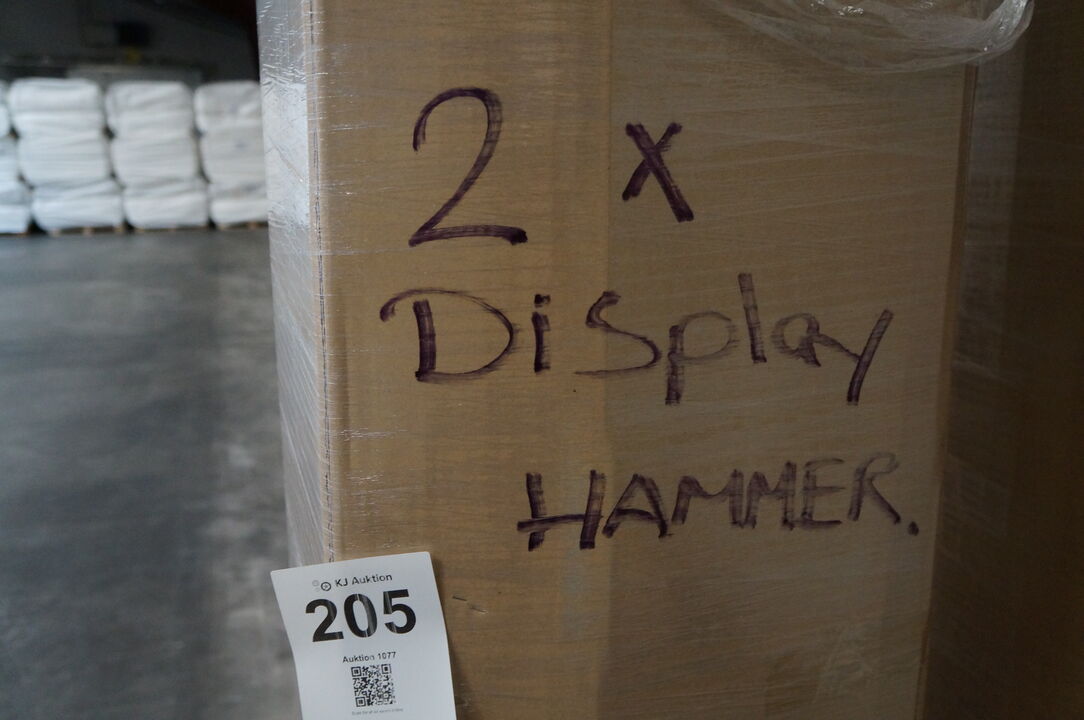 2 x
Display
HAMMER.
KJ Auktion
205
Auktion 1077